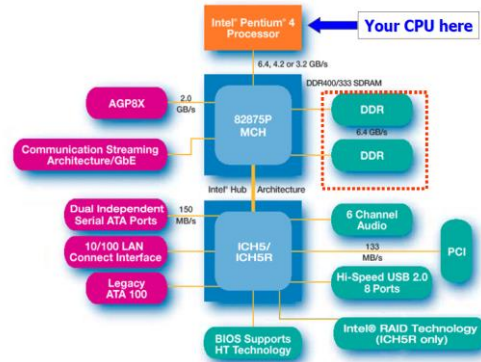 Intel® Pentium® 4
Processor
Your CPU here
6.4, 4.2 or 3.2 GB/s
DDR400/333 SDRAM
AGP8X
2.0
GB/s
82875P
MCH
DDR
6.4 GB/s
DDR
Communication Streaming
Architecture/GbE
Intel® Hub
Architecture
Dual Independent
Serial ATA Ports
150
MB/s
6 Channel
Audio
10/100 LAN
Connect Interface
ICH5/
ICH5R
133
MB/s
PCI
Legacy
ATA 100
Hi-Speed USB 2.0
8 Ports
BIOS Supports
HT Technology
Intel® RAID Technology
(ICH5R only)